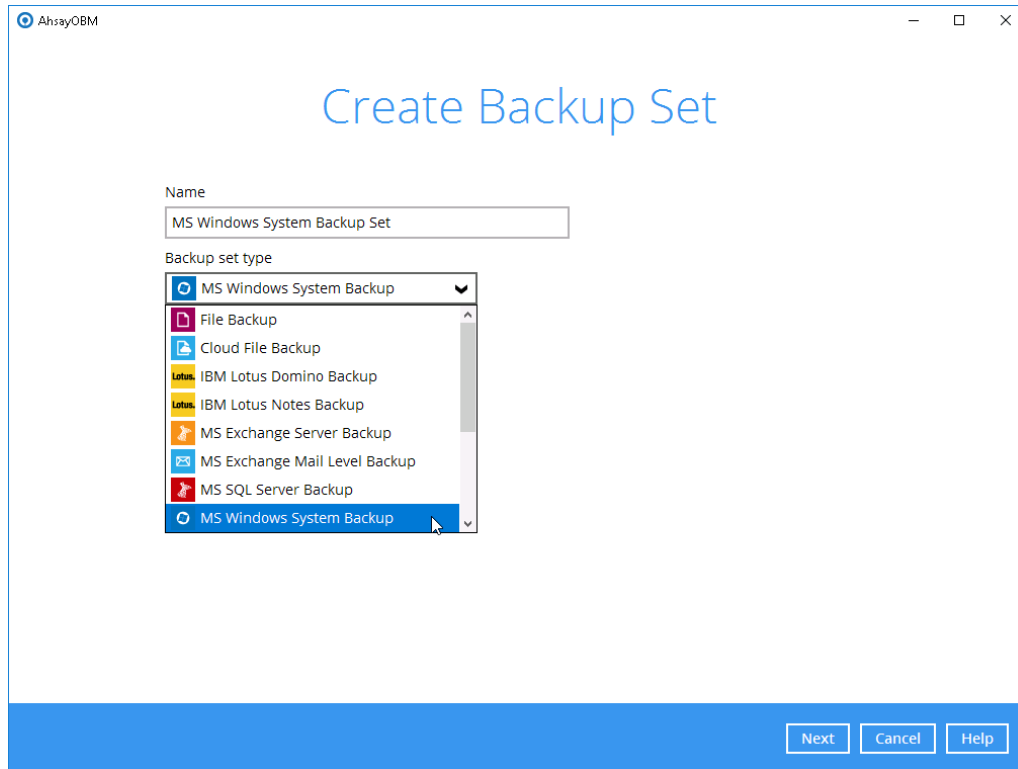 AhsayOBM
Create Backup Set
Name
MS Windows System Backup Set
Backup set type
MS Windows System Backup
File Backup
Cloud File Backup
Lotus. IBM Lotus Domino Backup
Lotus. IBM Lotus Notes Backup
MS Exchange Server Backup
MS Exchange Mail Level Backup
MS SQL Server Backup
MS Windows System Backup
Next Cancel Help